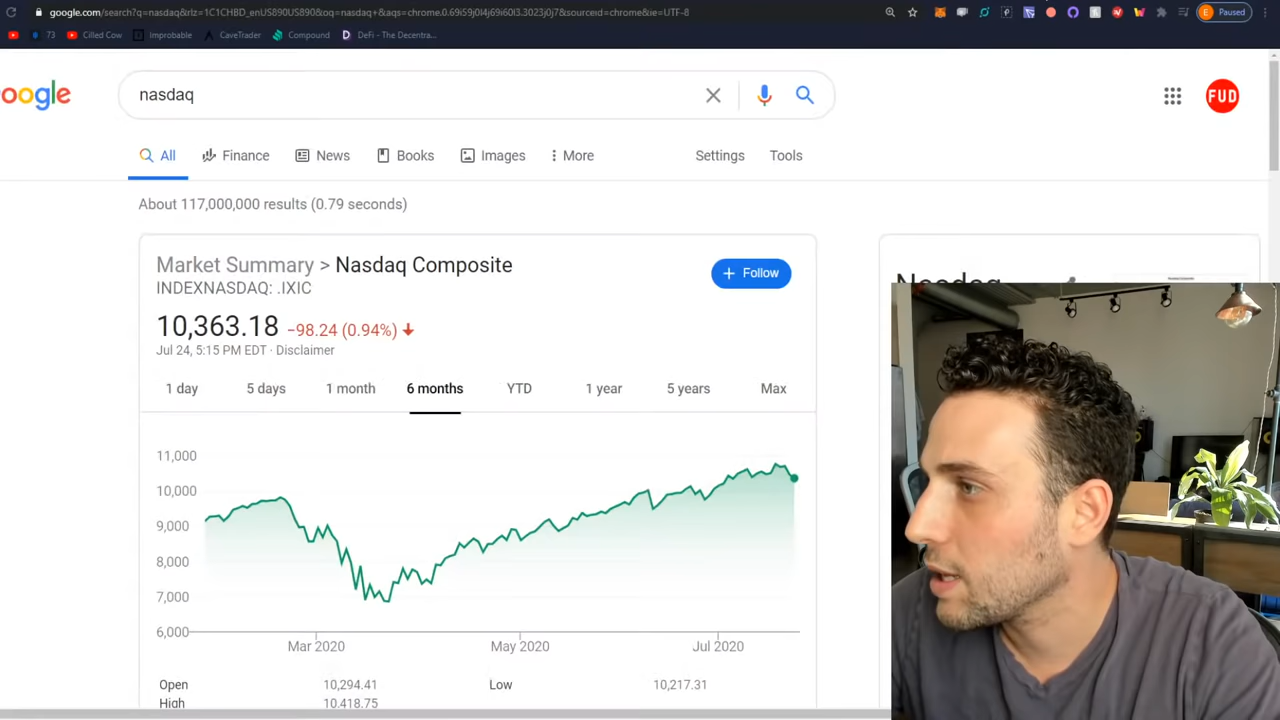 google.com/search?q=nasdaq&rlz=1C1CHBD_enUS890US890&oq=nasdaq+&aqs=chrome.0.69i59j0l4j69i60l3.3023j0j7&sourceid=chrome&ie=UTF-8
E Paused
73 Cilled Cow Improbable CaveTrader Compound DeFi - The Decentra...
oogle nasdaq FUD
All Finance News Books Images More Settings Tools
About 117,000,000 results (0.79 seconds)
Market Summary > Nasdaq Composite
INDEXNASDAQ: .IXIC
+ Follow
10,363.18 −98.24 (0.94%)
Jul 24, 5:15 PM EDT · Disclaimer
1 day 5 days 1 month 6 months YTD 1 year 5 years Max
11,000
10,000
9,000
8,000
7,000
6,000
Mar 2020 May 2020 Jul 2020
Open 10,294.41 Low 10,217.31
High 10,418.75
Nasdaq